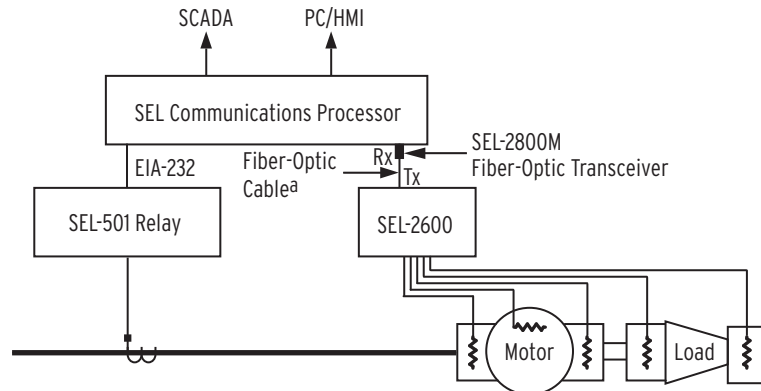 SCADA
PC/HMI
SEL Communications Processor
EIA-232
Fiber-Optic
Cablea
Rx
Tx
SEL-2800M
Fiber-Optic Transceiver
SEL-501 Relay
SEL-2600
Motor
Load